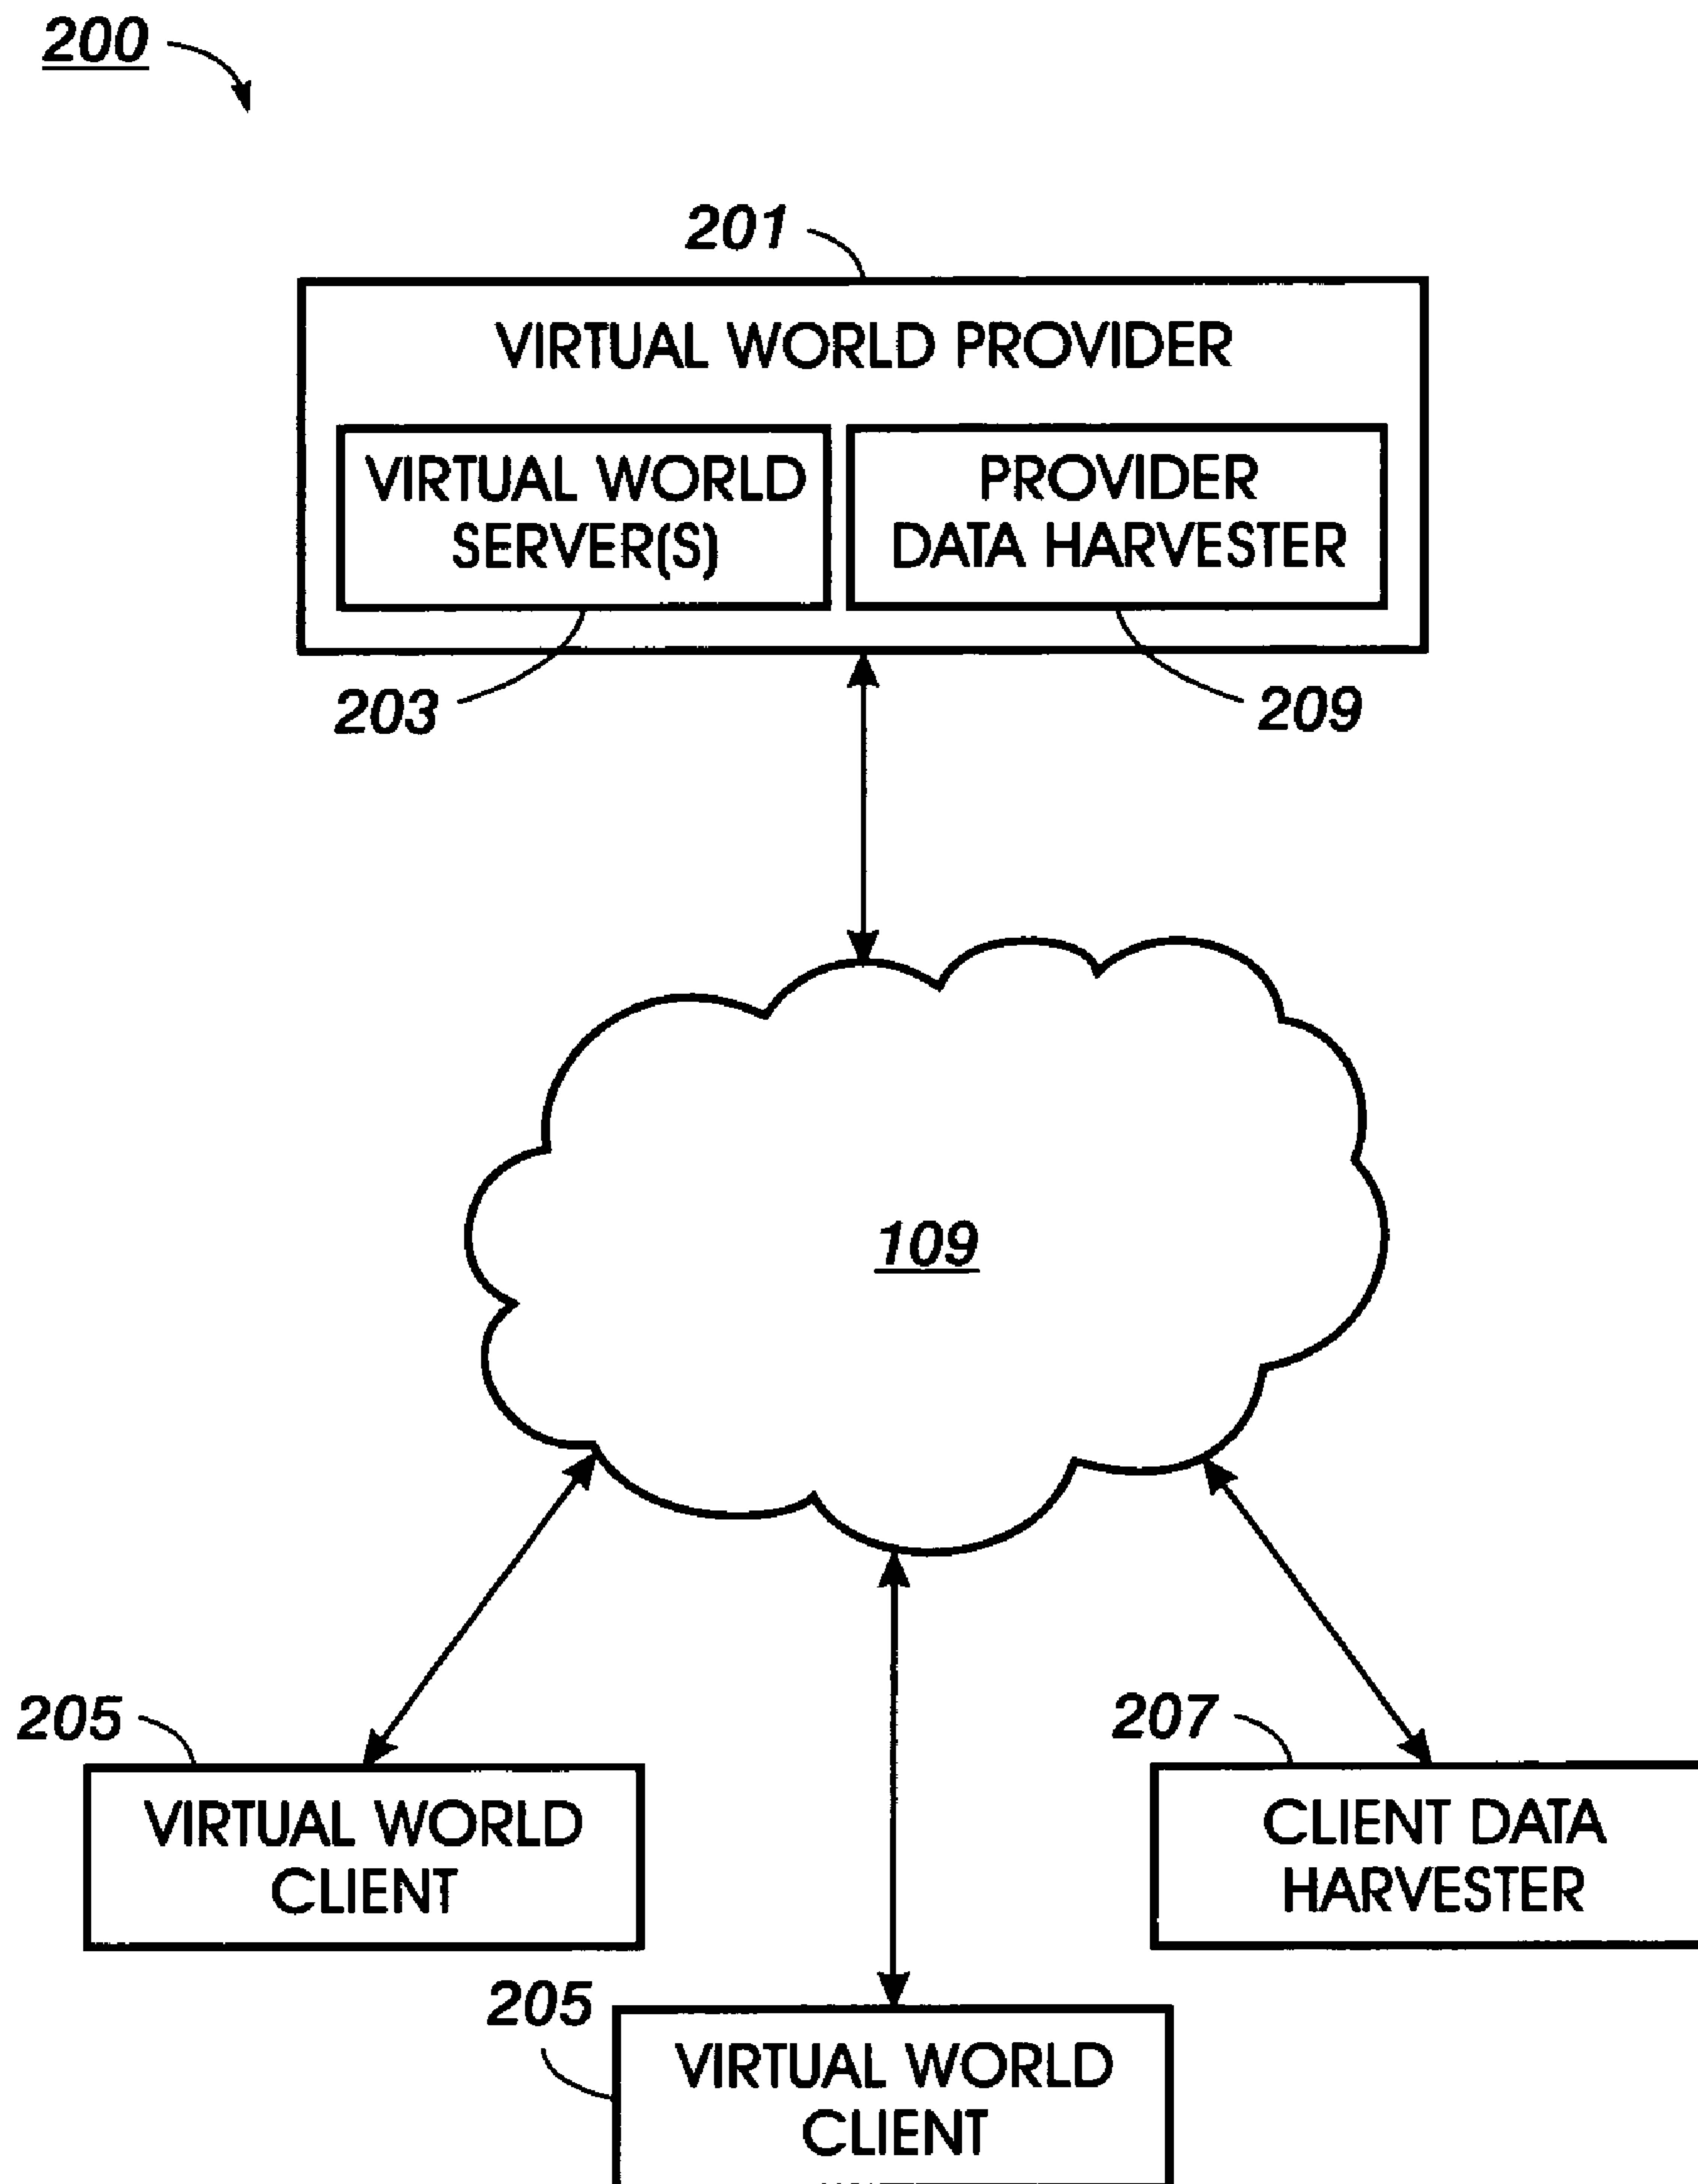 200
201
VIRTUAL WORLD PROVIDER
VIRTUAL WORLD
SERVER(S)
PROVIDER
DATA HARVESTER
203
209
109
205
VIRTUAL WORLD
CLIENT
207
CLIENT DATA
HARVESTER
205
VIRTUAL WORLD
CLIENT